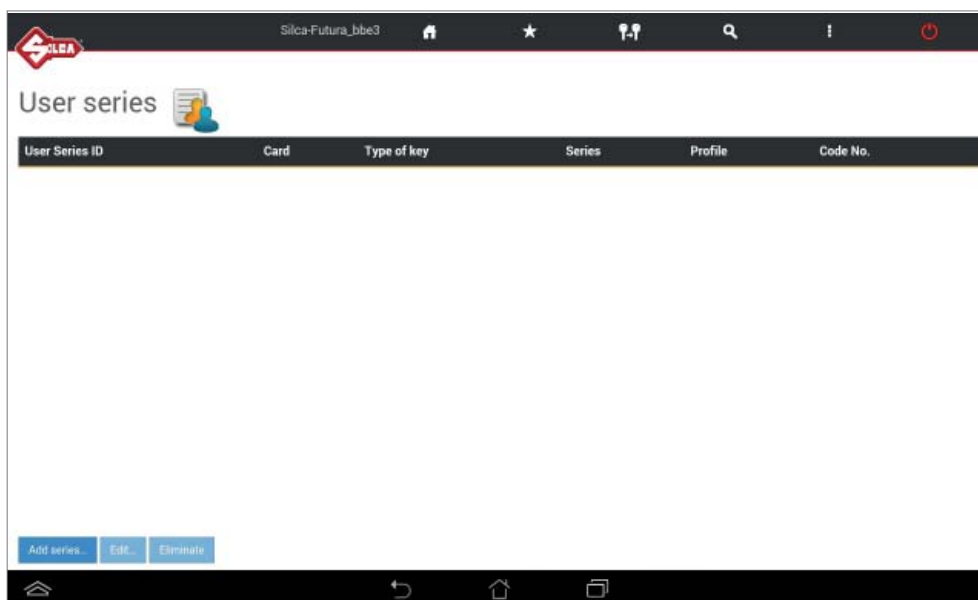 SILCA
Silca-Futura_bbe3
User series
User Series ID Card Type of key Series Profile Code No.
Add series... Edit... Eliminate